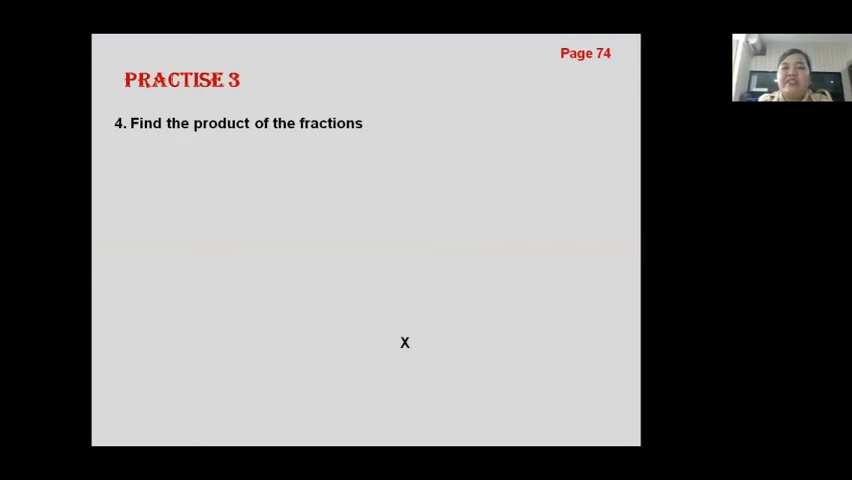 Page 74
PRACTISE 3
4. Find the product of the fractions
X